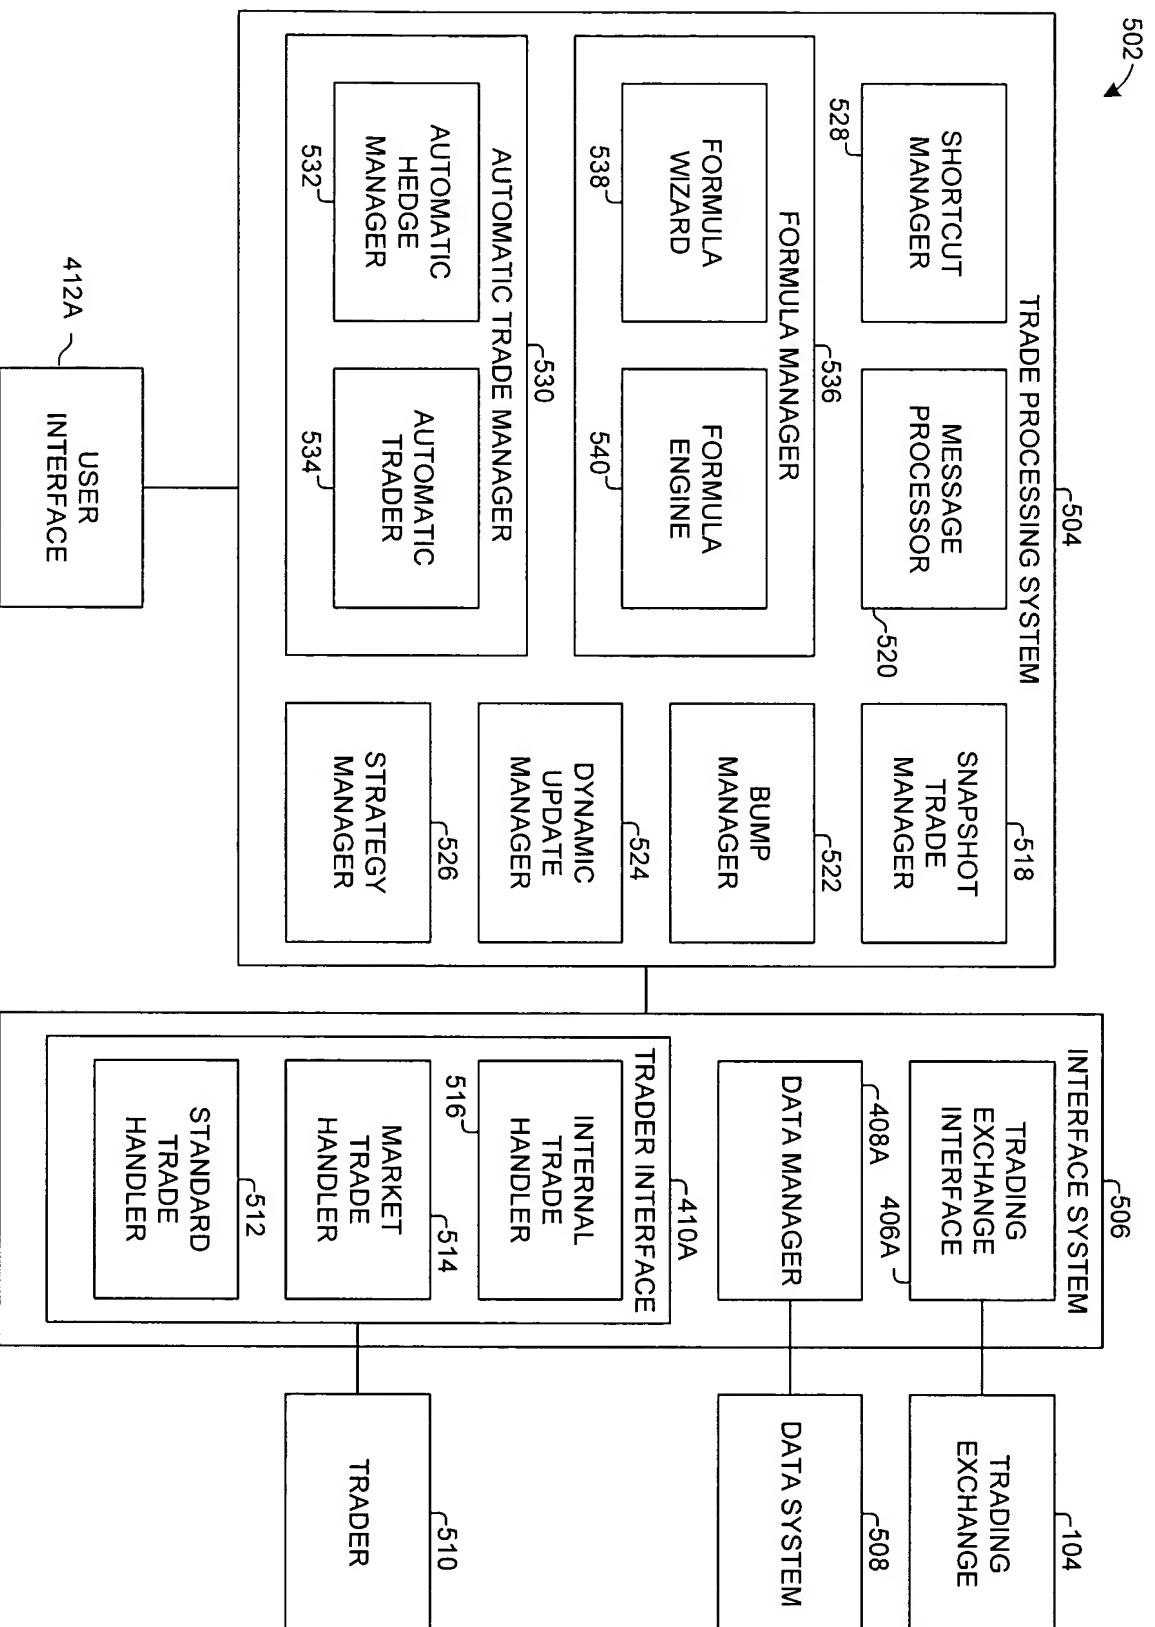 502
TRADE PROCESSING SYSTEM
504
SHORTCUT
MANAGER
528
MESSAGE
PROCESSOR
520
SNAPSHOT
TRADE
MANAGER
518
FORMULA MANAGER
536
FORMULA
WIZARD
538
FORMULA
ENGINE
540
BUMP
MANAGER
522
DYNAMIC
UPDATE
MANAGER
524
AUTOMATIC TRADE MANAGER
530
AUTOMATIC
HEDGE
MANAGER
532
AUTOMATIC
TRADER
534
STRATEGY
MANAGER
526
USER
INTERFACE
412A
INTERFACE SYSTEM
506
TRADING
EXCHANGE
INTERFACE
406A
DATA MANAGER
408A
TRADER INTERFACE
410A
INTERNAL
TRADE
HANDLER
516
MARKET
TRADE
HANDLER
514
STANDARD
TRADE
HANDLER
512
TRADING
EXCHANGE
104
DATA SYSTEM
508
TRADER
510